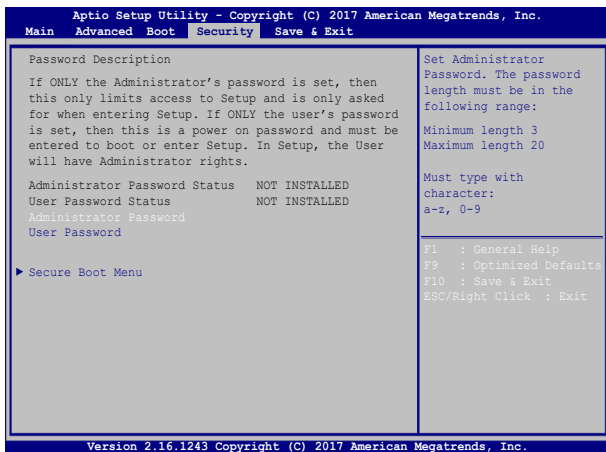 Aptio Setup Utility - Copyright (C) 2017 American Megatrends, Inc.
Main Advanced Boot Security Save & Exit
Password Description
If ONLY the Administrator's password is set, then
this only limits access to Setup and is only asked
for when entering Setup. If ONLY the user's password
is set, then this is a power on password and must be
entered to boot or enter Setup. In Setup, the User
will have Administrator rights.
Administrator Password Status NOT INSTALLED
User Password Status NOT INSTALLED
Administrator Password
User Password
Secure Boot Menu
Set Administrator
Password. The password
length must be in the
following range:
Minimum length 3
Maximum length 20
Must type with
character:
a-z, 0-9
F1 : General Help
F9 : Optimized Defaults
F10 : Save & Exit
ESC/Right Click : Exit
Version 2.16.1243 Copyright (C) 2017 American Megatrends, Inc.